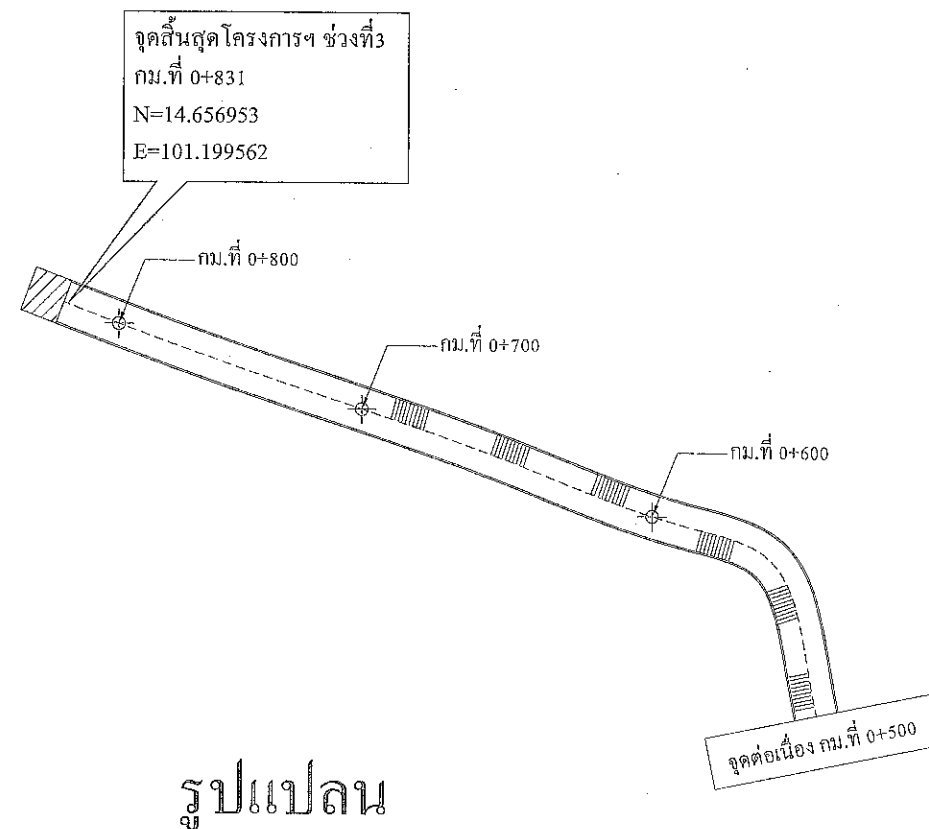 จุดสิ้นสุดโครงการฯ ช่วงที่3
กม.ที่ 0+831
N=14.656953
E=101.199562
กม.ที่ 0+800
กม.ที่ 0+700
กม.ที่ 0+600
จุดต่อเนื่อง กม.ที่ 0+500
รูปแปลน